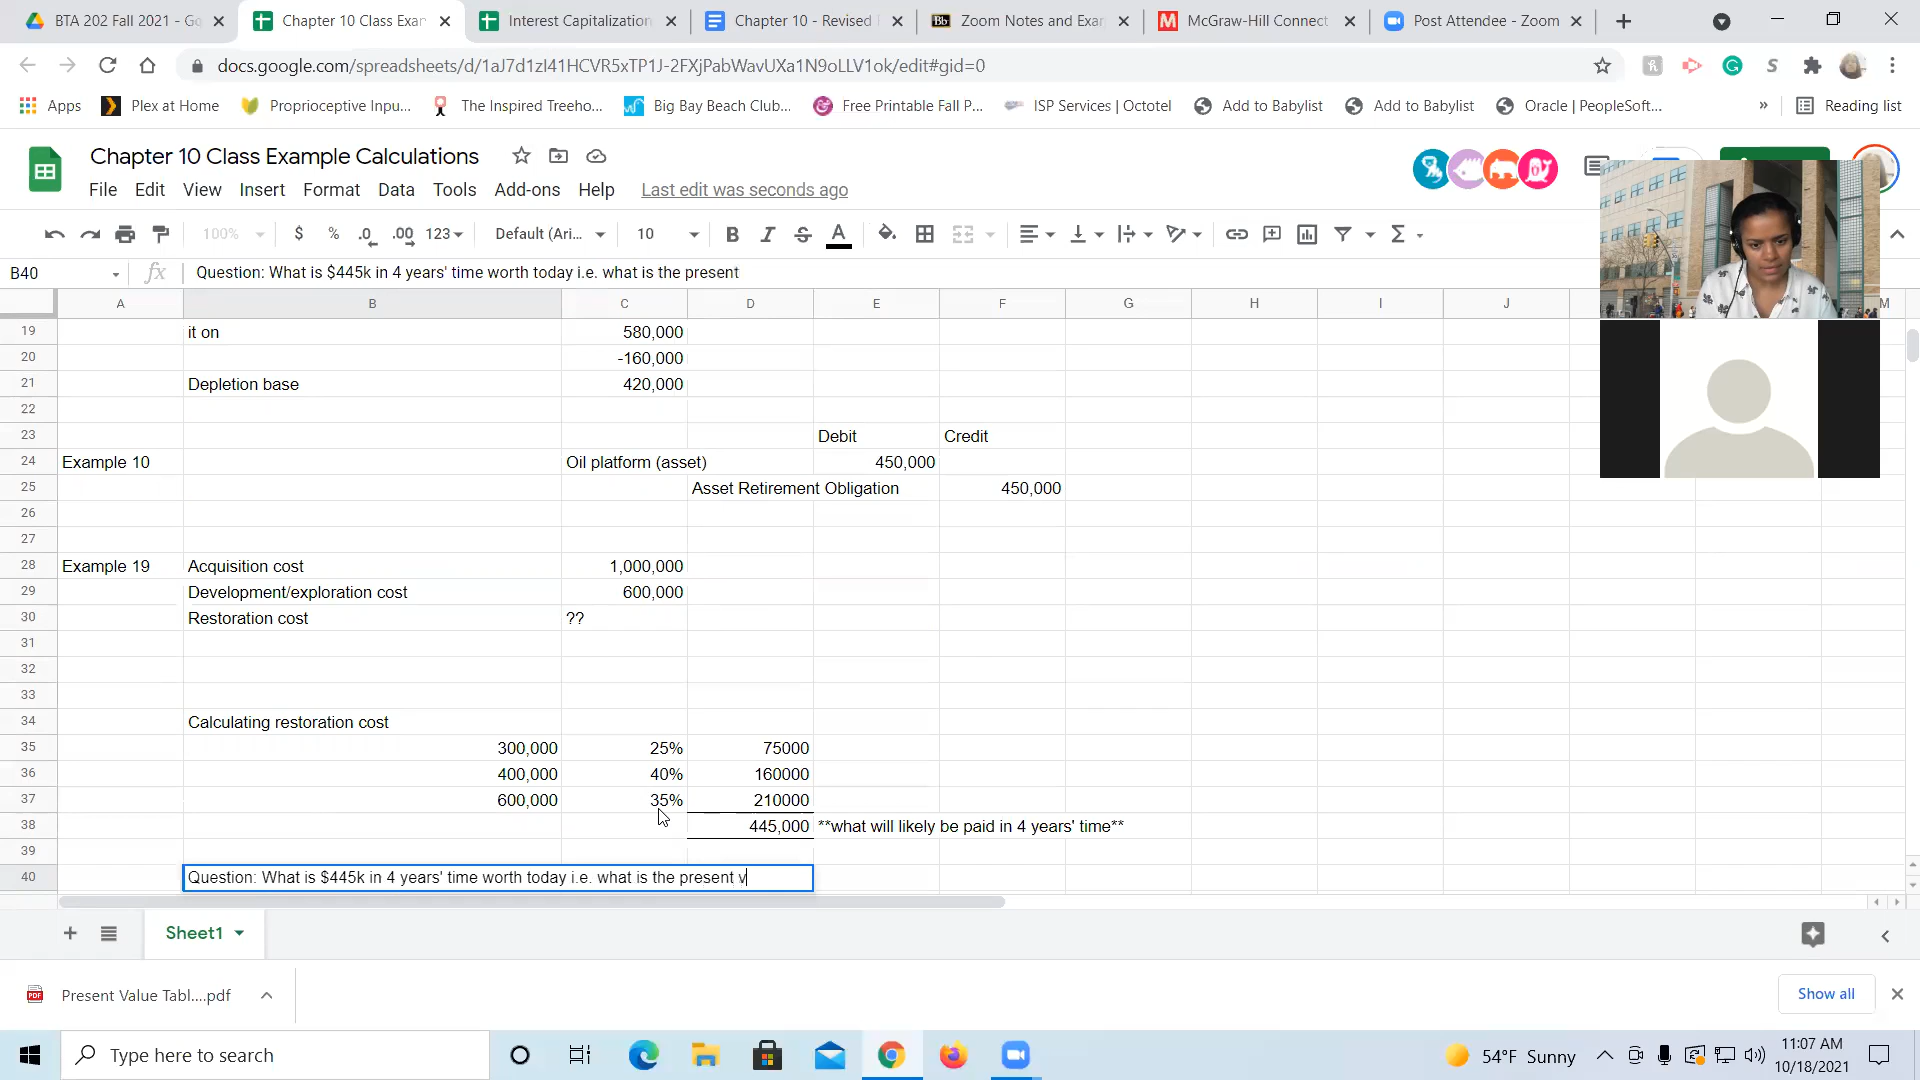 BTA 202 Fall 2021 - Go
Chapter 10 Class Exar
Interest Capitalization
Chapter 10 - Revised
Zoom Notes and Exar
McGraw-Hill Connect
Post Attendee - Zoom
docs.google.com/spreadsheets/d/1aJ7d1zI41HCVR5xTP1J-2FXjPabWavUXa1N9oLLV1ok/edit#gid=0
Apps
Plex at Home
Proprioceptive Inpu...
The Inspired Treeho...
Big Bay Beach Club...
Free Printable Fall P...
ISP Services | Octotel
Add to Babylist
Add to Babylist
Oracle | PeopleSoft...
»
Reading list
Chapter 10 Class Example Calculations
File Edit View Insert Format Data Tools Add-ons Help Last edit was seconds ago
100% $ % .0 .00 123 Default (Ari... 10 B I S A Σ
B40 fx Question: What is $445k in 4 years' time worth today i.e. what is the present
A B C D E F G H I J M
19 it on 580,000
20 -160,000
21 Depletion base 420,000
22
23 Debit Credit
24 Example 10 Oil platform (asset) 450,000
25 Asset Retirement Obligation 450,000
26
27
28 Example 19 Acquisition cost 1,000,000
29 Development/exploration cost 600,000
30 Restoration cost ??
31
32
33
34 Calculating restoration cost
35 300,000 25% 75000
36 400,000 40% 160000
37 600,000 35% 210000
38 445,000 **what will likely be paid in 4 years' time**
39
40 Question: What is $445k in 4 years' time worth today i.e. what is the present v
Sheet1
Present Value Tabl....pdf
Show all
Type here to search
54°F Sunny
11:07 AM
10/18/2021